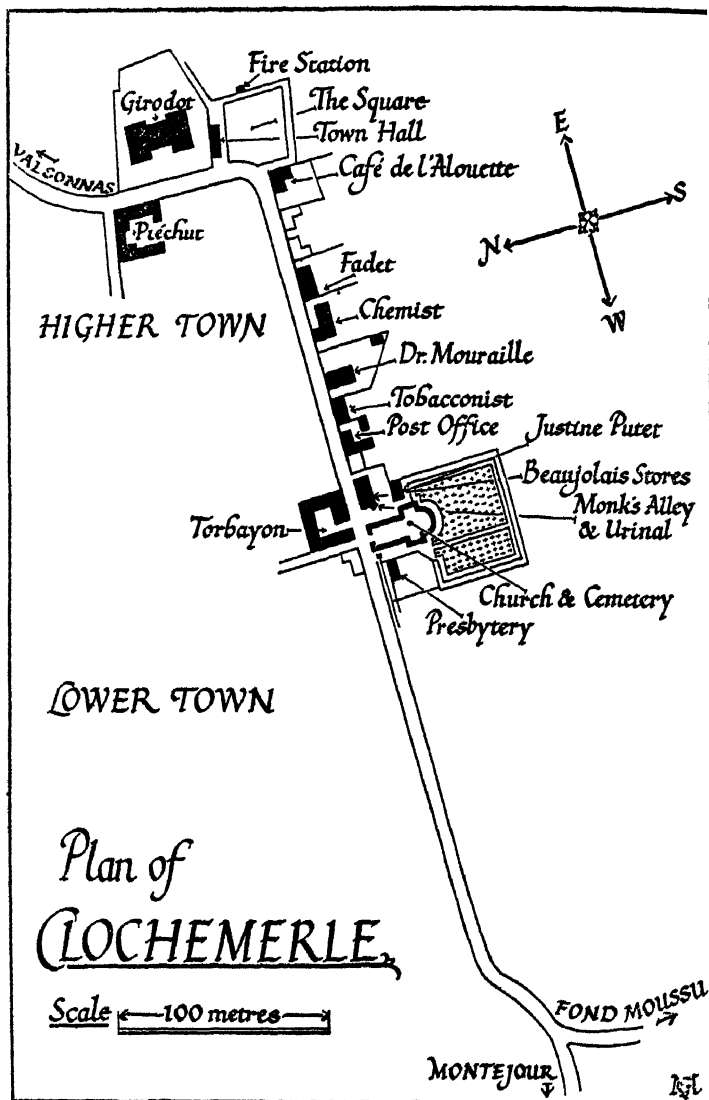 Fire Station
Girodot
The Square
Town Hall
VALSONNAS
Café de l'Alouette
E
S
N
W
Piéchut
Fadet
HIGHER TOWN
Chemist
Dr. Mouraille
Tobacconist
Post Office
Justine Putet
Beaujolais Stores
Monk's Alley
& Urinal
Torbayon
Church & Cemetery
Presbytery
LOWER TOWN
Plan of
CLOCHEMERLE
Scale
100 metres
FOND MOUSSU
MONTEJOUR